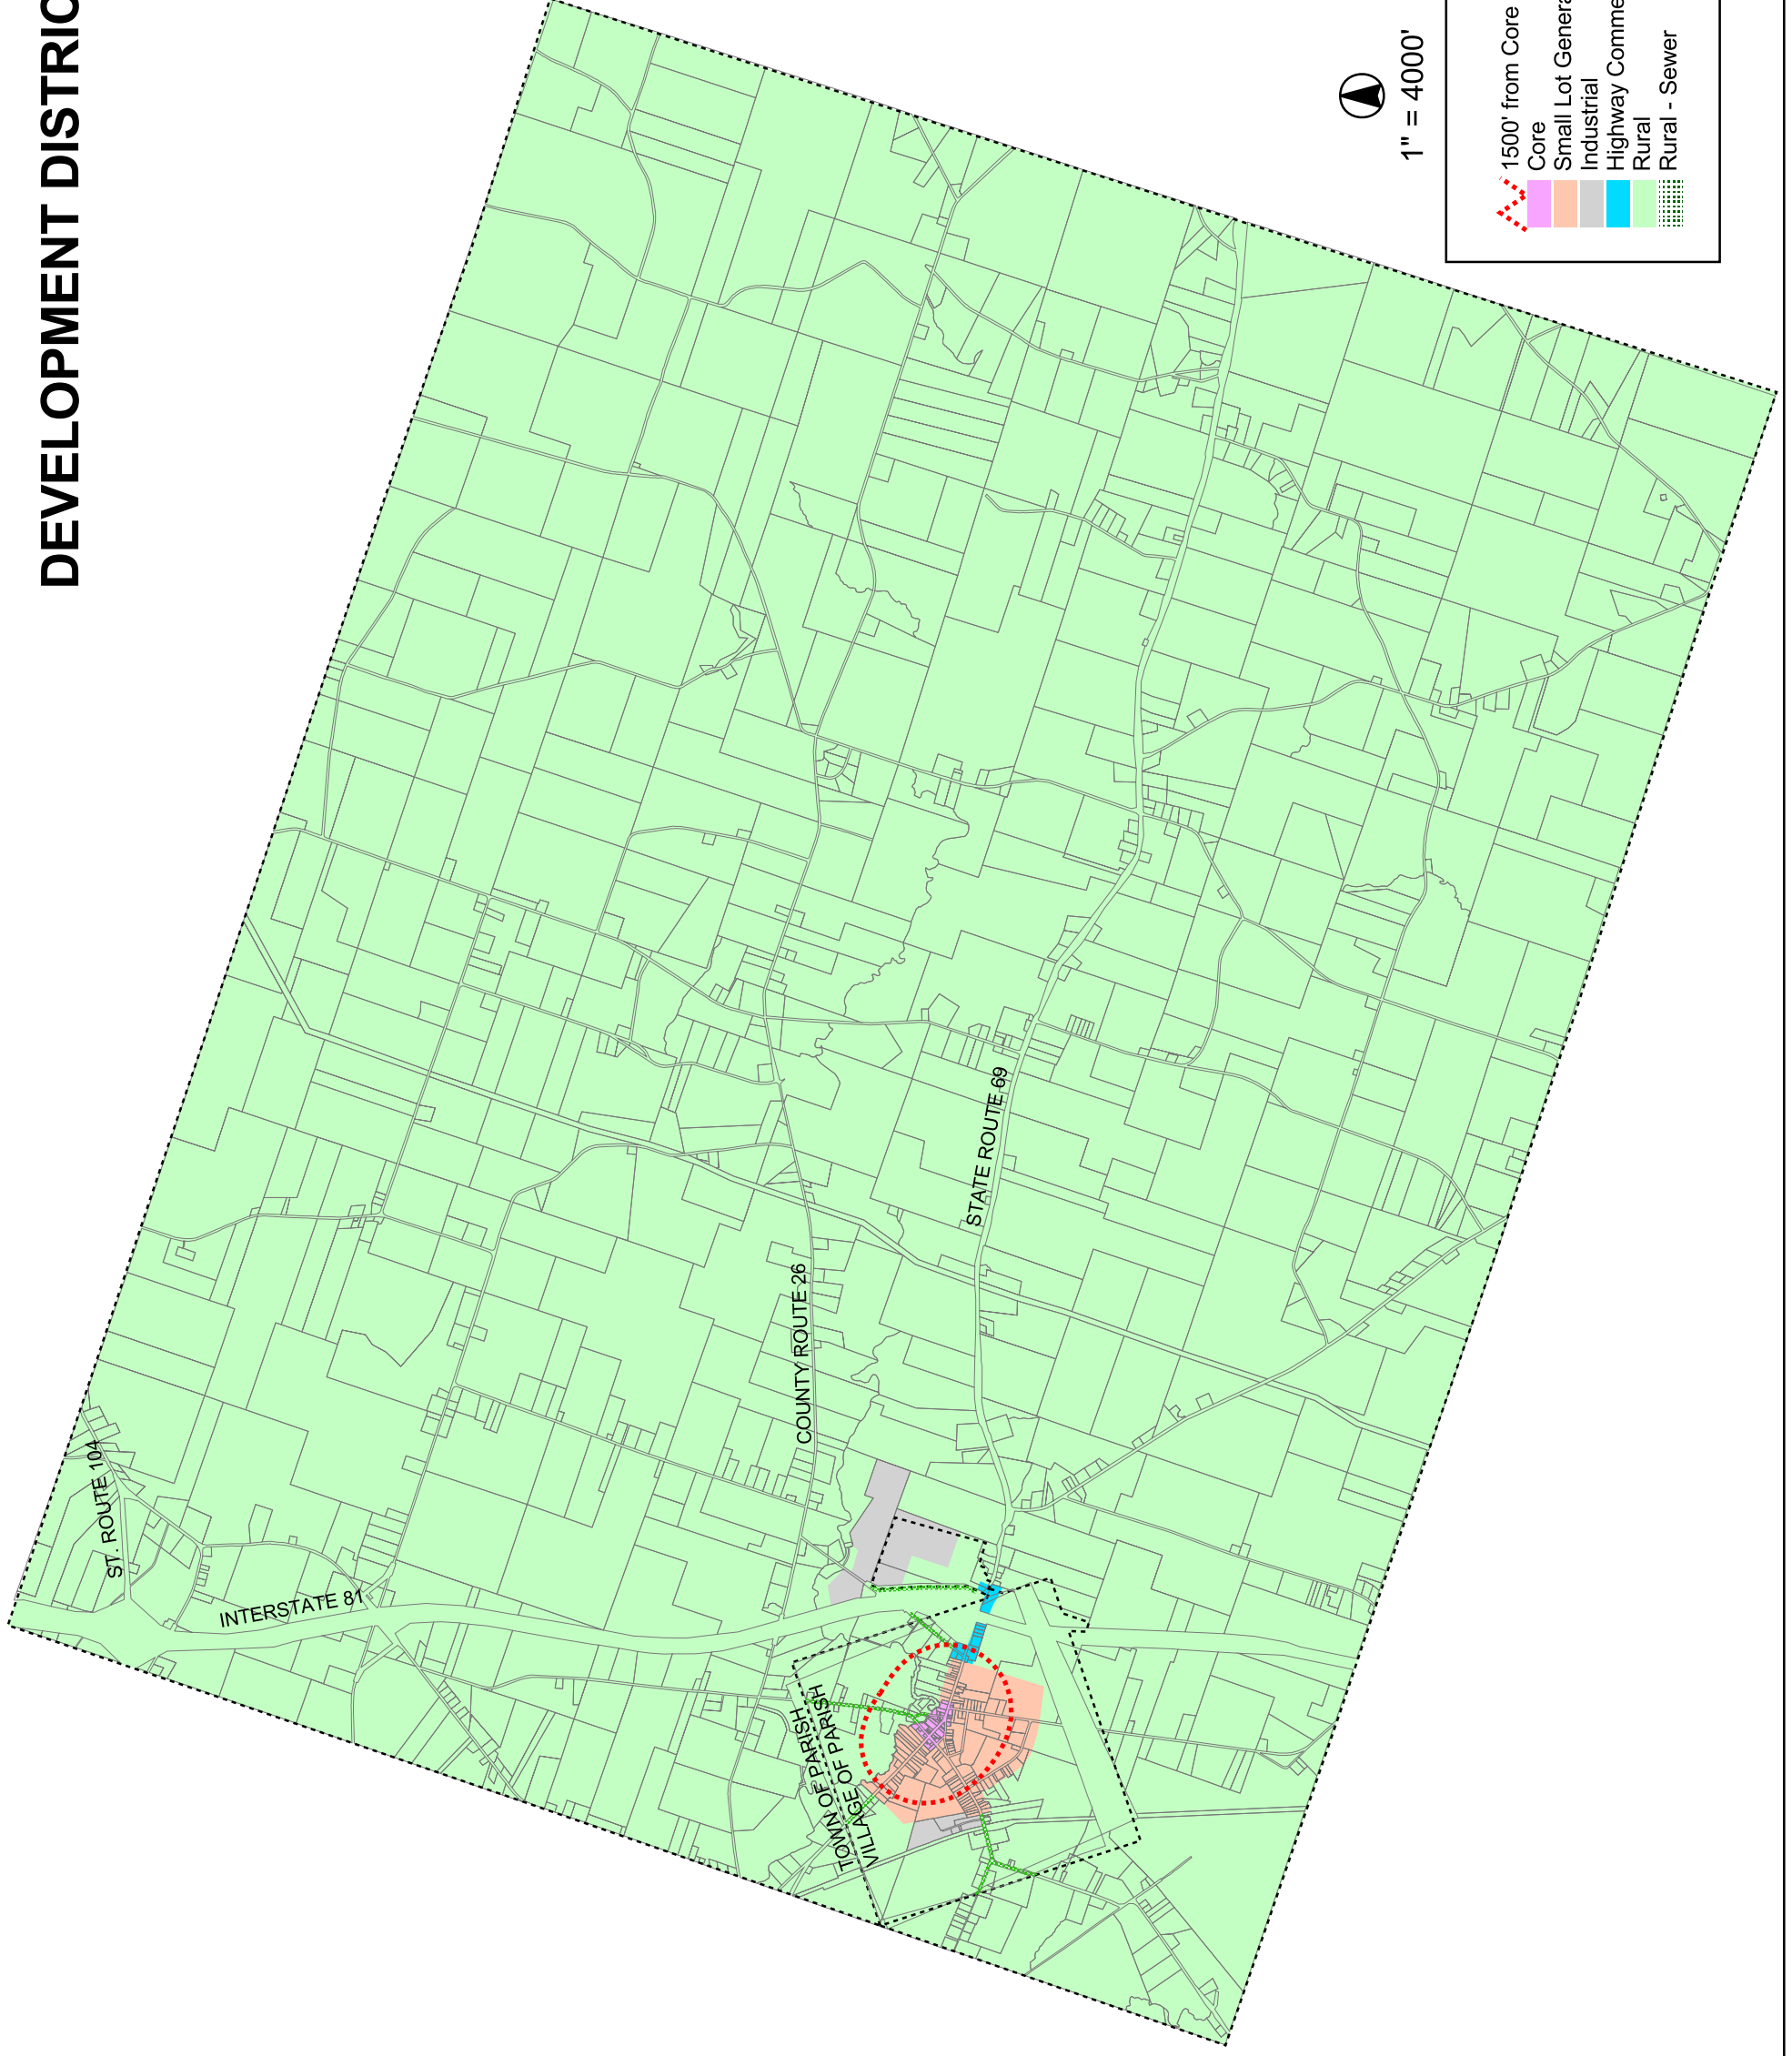 DEVELOPMENT DISTRIC
1" = 4000'
1500' from Core
Core
Small Lot Genera
Industrial
Highway Comme
Rural
Rural - Sewer
ST. ROUTE 104
INTERSTATE 81
COUNTY ROUTE 26
STATE ROUTE 69
TOWN OF PARISH
VILLAGE OF PARISH